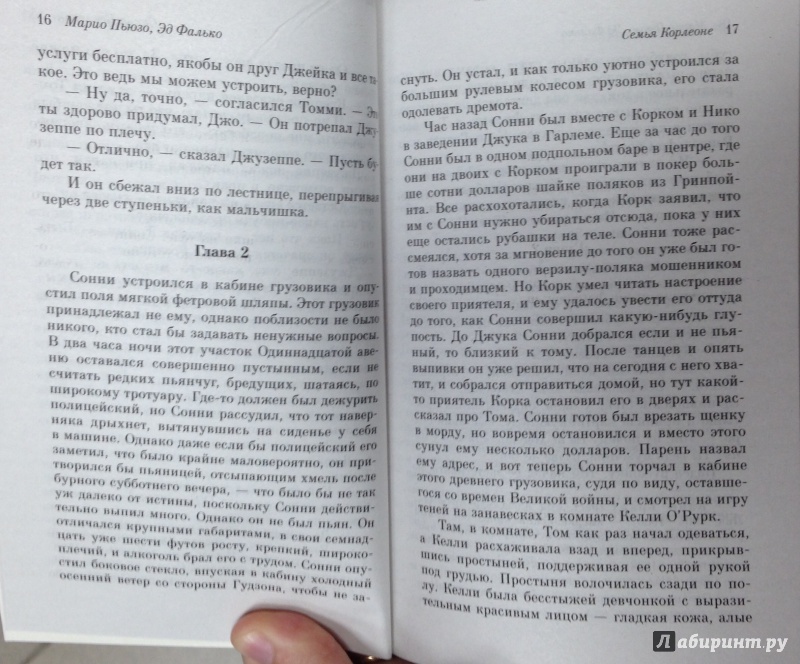 16 Марио Пьюзо, Эд Фалько
услуги бесплатно, якобы он друг Джейка и все та-
кое. Это ведь мы можем устроить, верно?
— Ну да, точно, — согласился Томми. — Это
ты здорово придумал, Джо. — Он потрепал Джу-
зеппе по плечу.
— Отлично, — сказал Джузеппе. — Пусть бу-
дет так.
И он сбежал вниз по лестнице, перепрыгивая
через две ступеньки, как мальчишка.
Глава 2
Сонни устроился в кабине грузовика и опу-
стил поля мягкой фетровой шляпы. Этот грузовик
принадлежал не ему, однако поблизости не было
никого, кто стал бы задавать ненужные вопросы.
В два часа ночи этот участок Одиннадцатой аве-
ню оставался совершенно пустынным, если не
считать редких пьянчуг, бредущих, шатаясь, по
широкому тротуару. Где-то должен был дежурить
полицейский, но Сонни рассудил, что тот навер-
няка дрыхнет, вытянувшись на сиденье у себя
в машине. Однако даже если бы полицейский его
заметил, что было крайне маловероятно, он при-
творился бы пьяницей, отсыпающим хмель после
бурного субботнего вечера, — что было бы не так
уж далеко от истины, поскольку Сонни действи-
тельно выпил много. Однако он не был пьян. Он
отличался крупными габаритами, в свои семнад-
цать уже шести футов росту, крепкий, широко-
плечий, и алкоголь брал его с трудом. Сонни опу-
стил боковое стекло, впуская в кабину холодный
осенний ветер со стороны Гудзона, чтобы не за-
Семья Корлеоне 17
снуть. Он устал, и как только уютно устроился за
большим рулевым колесом грузовика, его стала
одолевать дремота.
Час назад Сонни был вместе с Корком и Нико
в заведении Джука в Гарлеме. Еще за час до того
Сонни был в одном подпольном баре в центре, где
они на двоих с Корком проиграли в покер боль-
ше сотни долларов шайке поляков из Гринпой-
нта. Все расхохотались, когда Корк заявил, что
им с Сонни нужно убираться отсюда, пока у них
еще остались рубашки на теле. Сонни тоже рас-
смеялся, хотя за мгновение до того он уже был го-
тов назвать одного верзилу-поляка мошенником
и проходимцем. Но Корк умел читать настроение
своего приятеля, и ему удалось увести его оттуда
до того, как Сонни совершил какую-нибудь глу-
пость. До Джука Сонни добрался если и не пья-
ный, то близкий к тому. После танцев и опять
выпивки он уже решил, что на сегодня с него хва-
тит, и собрался отправиться домой, но тут какой-
то приятель Корка остановил его в дверях и рас-
сказал про Тома. Сонни готов был врезать щенку
в морду, но вовремя остановился и вместо этого
сунул ему несколько долларов. Парень назвал
ему адрес, и вот теперь Сонни торчал в кабине
этого древнего грузовика, судя по виду, оставше-
гося со времен Великой войны, и смотрел на игру
теней на занавесках в комнате Келли О'Рурк.
Там, в комнате, Том как раз начал одеваться,
а Келли расхаживала взад и вперед, прикрыв-
шись простыней, поддерживая ее одной рукой
под грудью. Простыня волочилась сзади по по-
лу. Келли была бесстыжей девчонкой с вырази-
тельным красивым лицом — гладкая кожа, алые
Лабиринт.ру